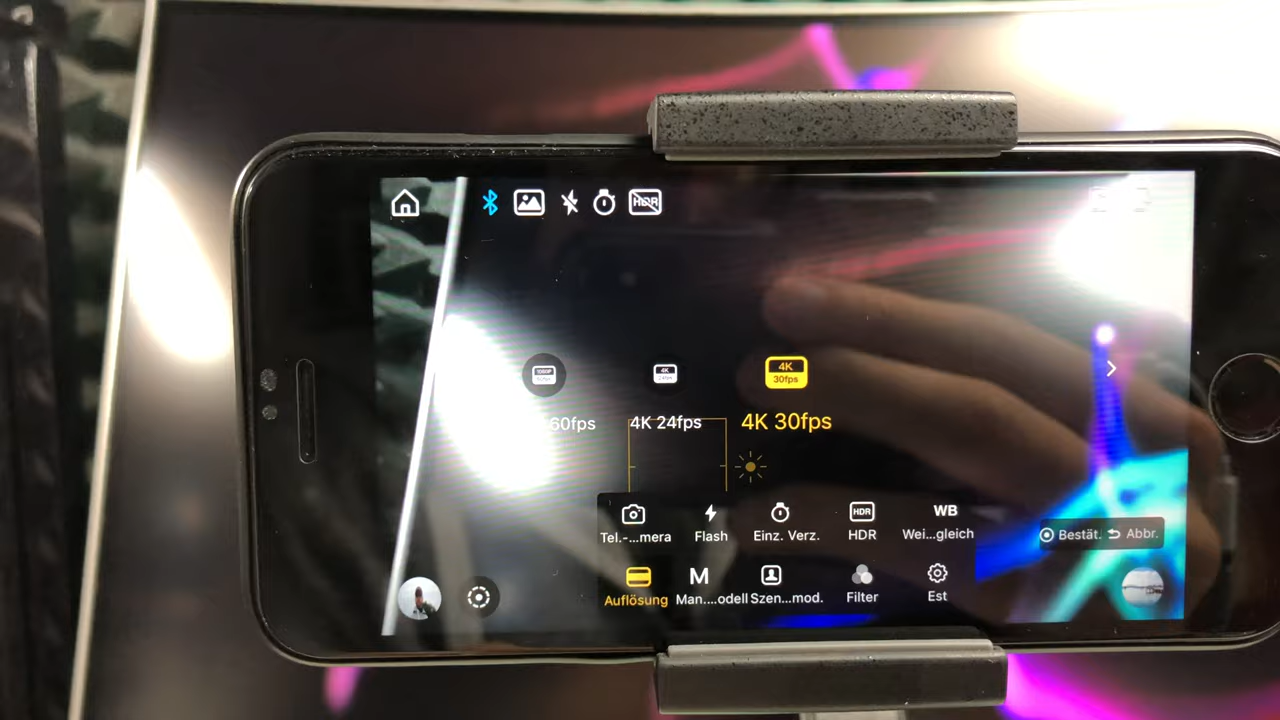 HDR
1080P
4K
4K
30fps
60fps
4K 24fps
4K 30fps
HDR
WB
Tel.-...mera
Flash
Einz. Verz.
HDR
Wei...gleich
Bestät.
Abbr.
M
Auflösung
Man....odell
Szen...mod.
Filter
Est